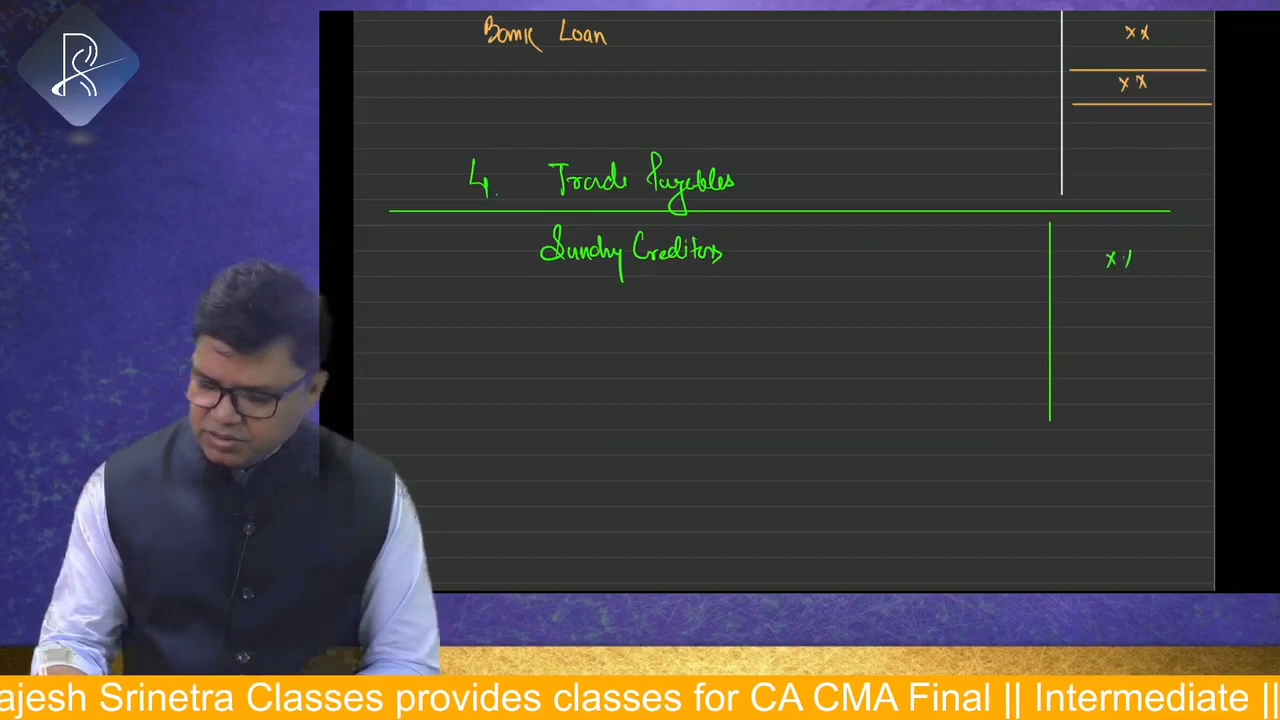 Bank Loan xx
xx
4. Trade Payables
Sundry Creditors xx
ajesh Srinetra Classes provides classes for CA CMA Final || Intermediate ||